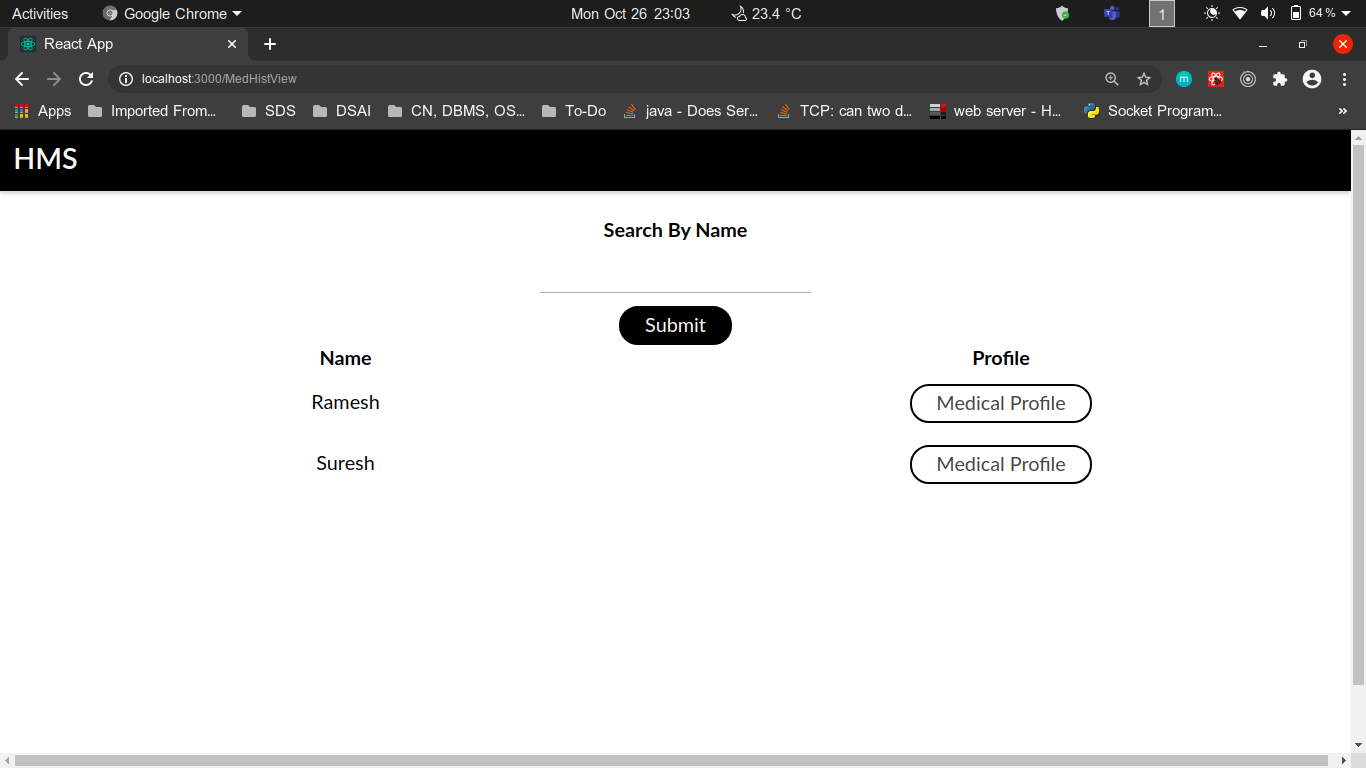 Activities Google Chrome Mon Oct 26 23:03 23.4 °C 1 64 %
React App
localhost:3000/MedHistView m
Apps Imported From... SDS DSAI CN, DBMS, OS... To-Do java - Does Ser... TCP: can two d... web server - H... Socket Program... »
HMS
Search By Name
Submit
Name Profile
Ramesh Medical Profile
Suresh Medical Profile